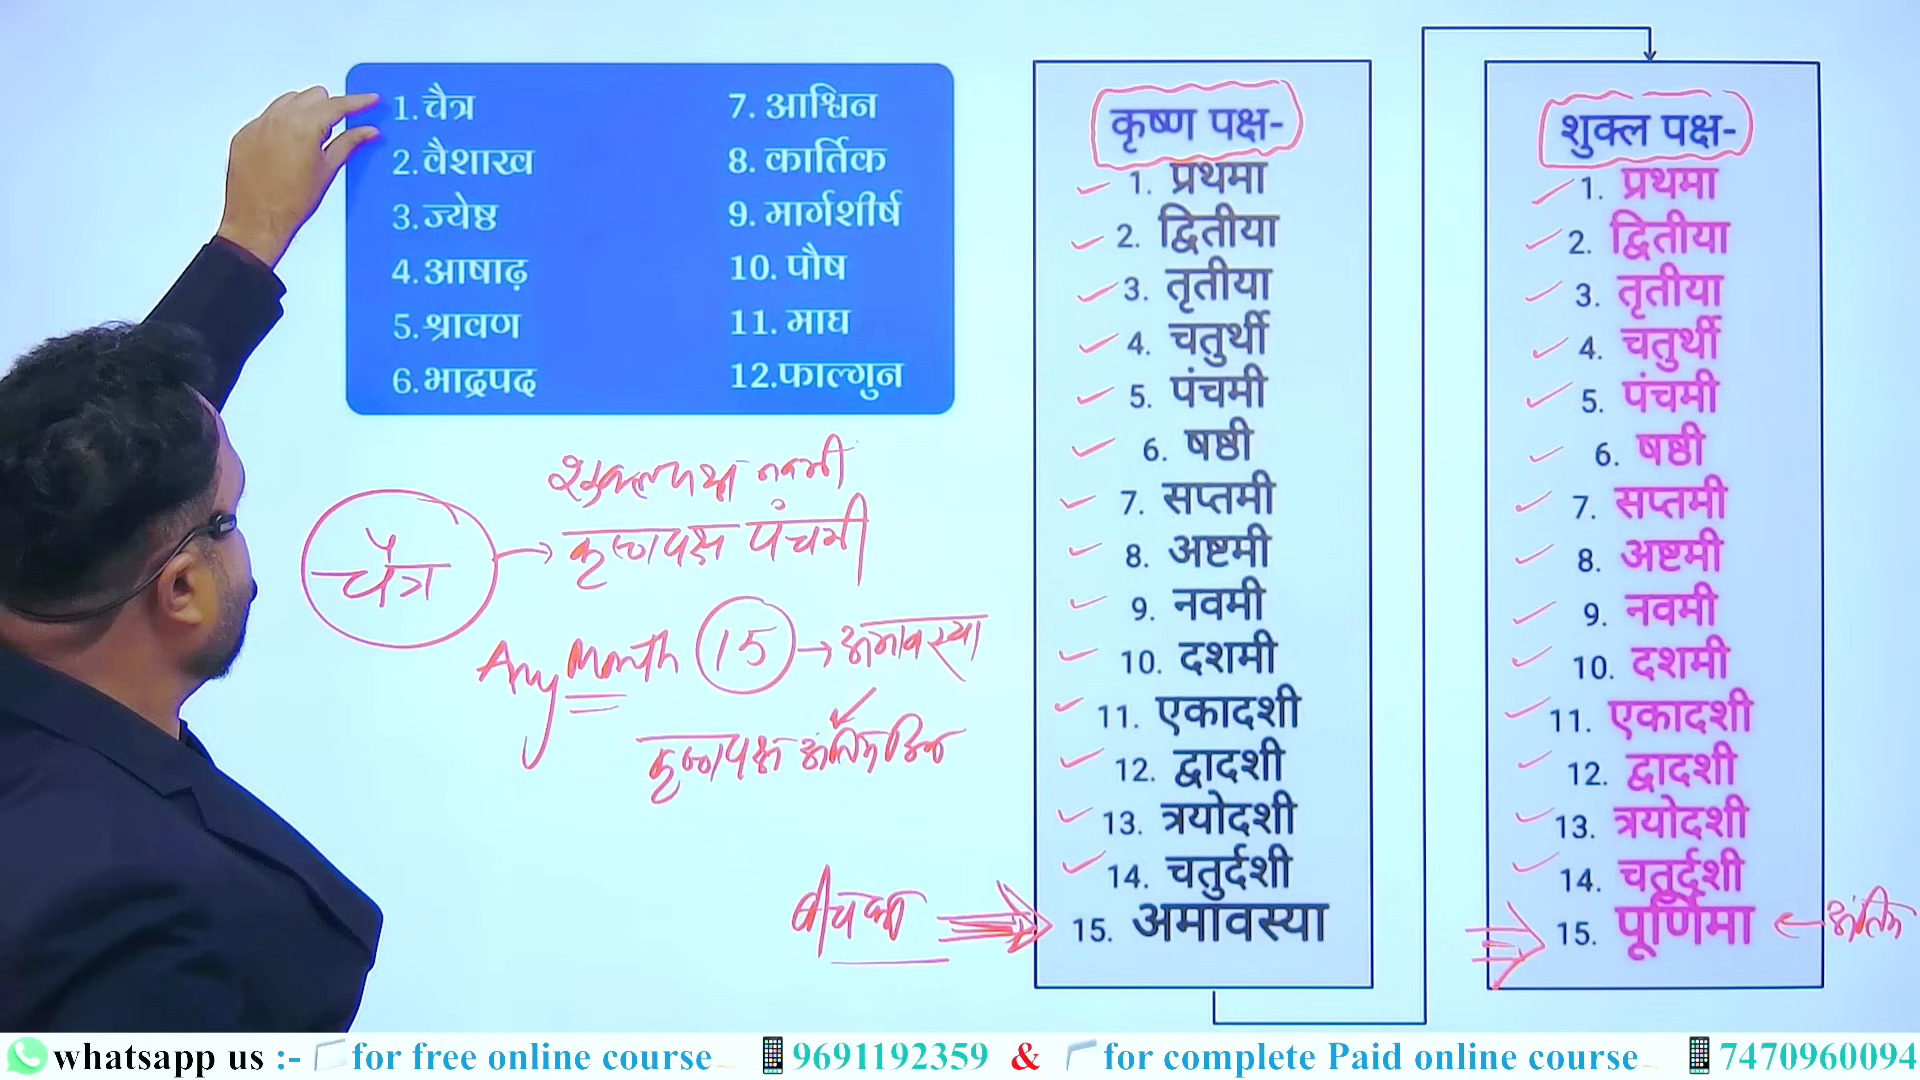 1. चैत्र
2. वैशाख
3. ज्येष्ठ
4. आषाढ़
5. श्रावण
6. भाद्रपद
7. आश्विन
8. कार्तिक
9. मार्गशीर्ष
10. पौष
11. माघ
12. फाल्गुन
शुक्लपक्ष नवमी
चैत्र
कृष्णपक्ष पंचमी
Any Month 15 अमावस्या
कृष्णपक्ष अंतिम दिन
कृष्ण पक्ष-
1. प्रथमा
2. द्वितीया
3. तृतीया
4. चतुर्थी
5. पंचमी
6. षष्ठी
7. सप्तमी
8. अष्टमी
9. नवमी
10. दशमी
11. एकादशी
12. द्वादशी
13. त्रयोदशी
14. चतुर्दशी
15. अमावस्या
शुक्ल पक्ष-
1. प्रथमा
2. द्वितीया
3. तृतीया
4. चतुर्थी
5. पंचमी
6. षष्ठी
7. सप्तमी
8. अष्टमी
9. नवमी
10. दशमी
11. एकादशी
12. द्वादशी
13. त्रयोदशी
14. चतुर्दशी
15. पूर्णिमा
अंतिम
whatsapp us :- for free online course 9691192359 & for complete Paid online course 7470960094